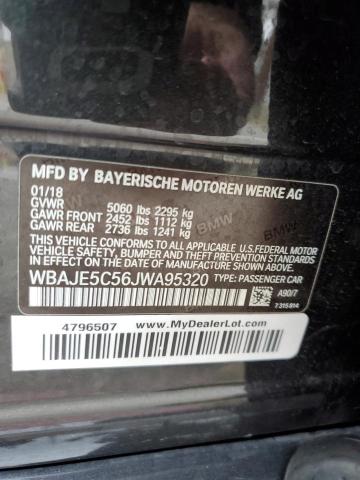 MFD BY BAYERISCHE MOTOREN WERKE AG
01/18
GVWR 5060 lbs 2295 kg
GAWR FRONT 2452 lbs 1112 kg
GAWR REAR 2736 lbs 1241 kg
THIS VEHICLE CONFORMS TO ALL APPLICABLE U.S.FEDERAL MOTOR
VEHICLE SAFETY, BUMPER, AND THEFT PREVENTION STANDARDS
IN EFFECT ON THE DATE OF MANUFACTURE SHOWN ABOVE.
WBAJE5C56JWA95320 TYPE: PASSENGER CAR
A90/7
7 315 814
4796507 www.MyDealerLot.com